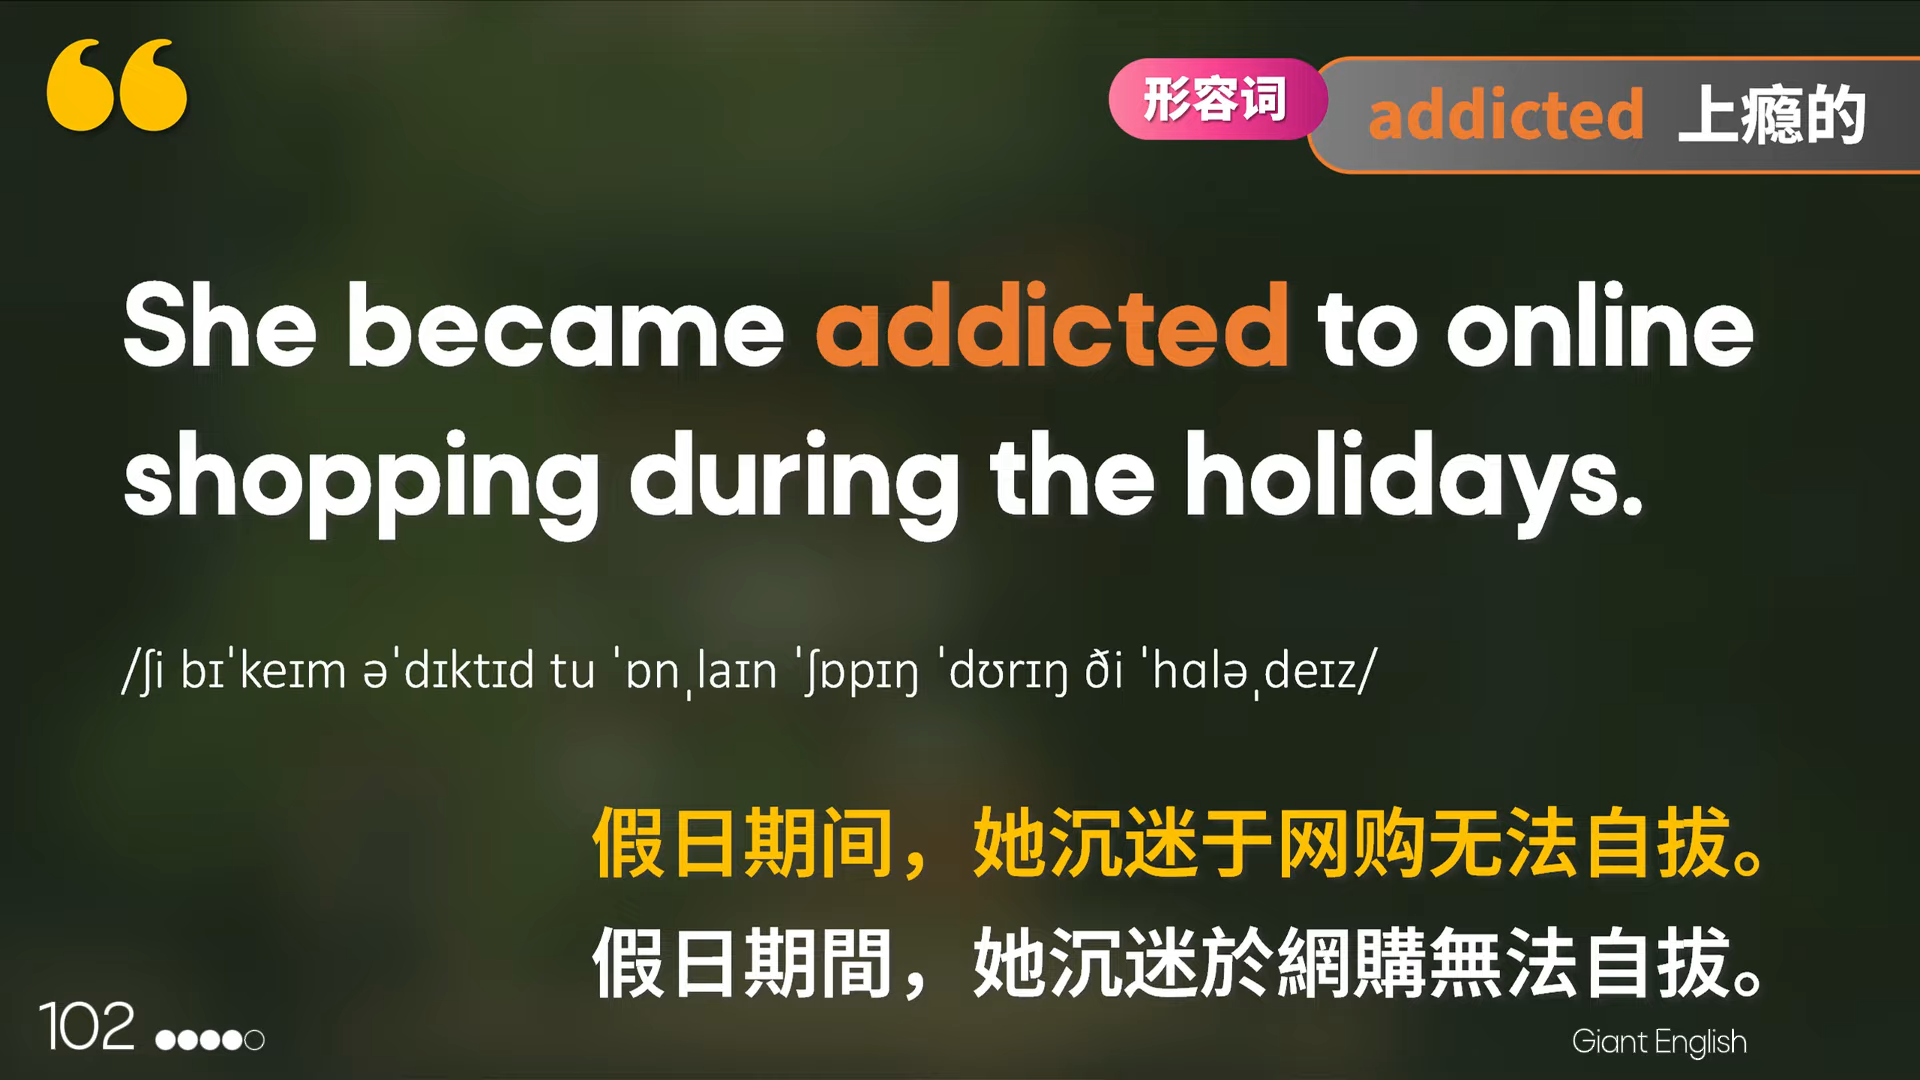 形容词
addicted 上瘾的
She became addicted to online
shopping during the holidays.
/ʃi bɪˈkeɪm əˈdɪktɪd tu ˈɒnˌlaɪn ˈʃɒpɪŋ ˈdʊrɪŋ ði ˈhɑləˌdeɪz/
假日期间，她沉迷于网购无法自拔。
假日期間，她沉迷於網購無法自拔。
102
Giant English